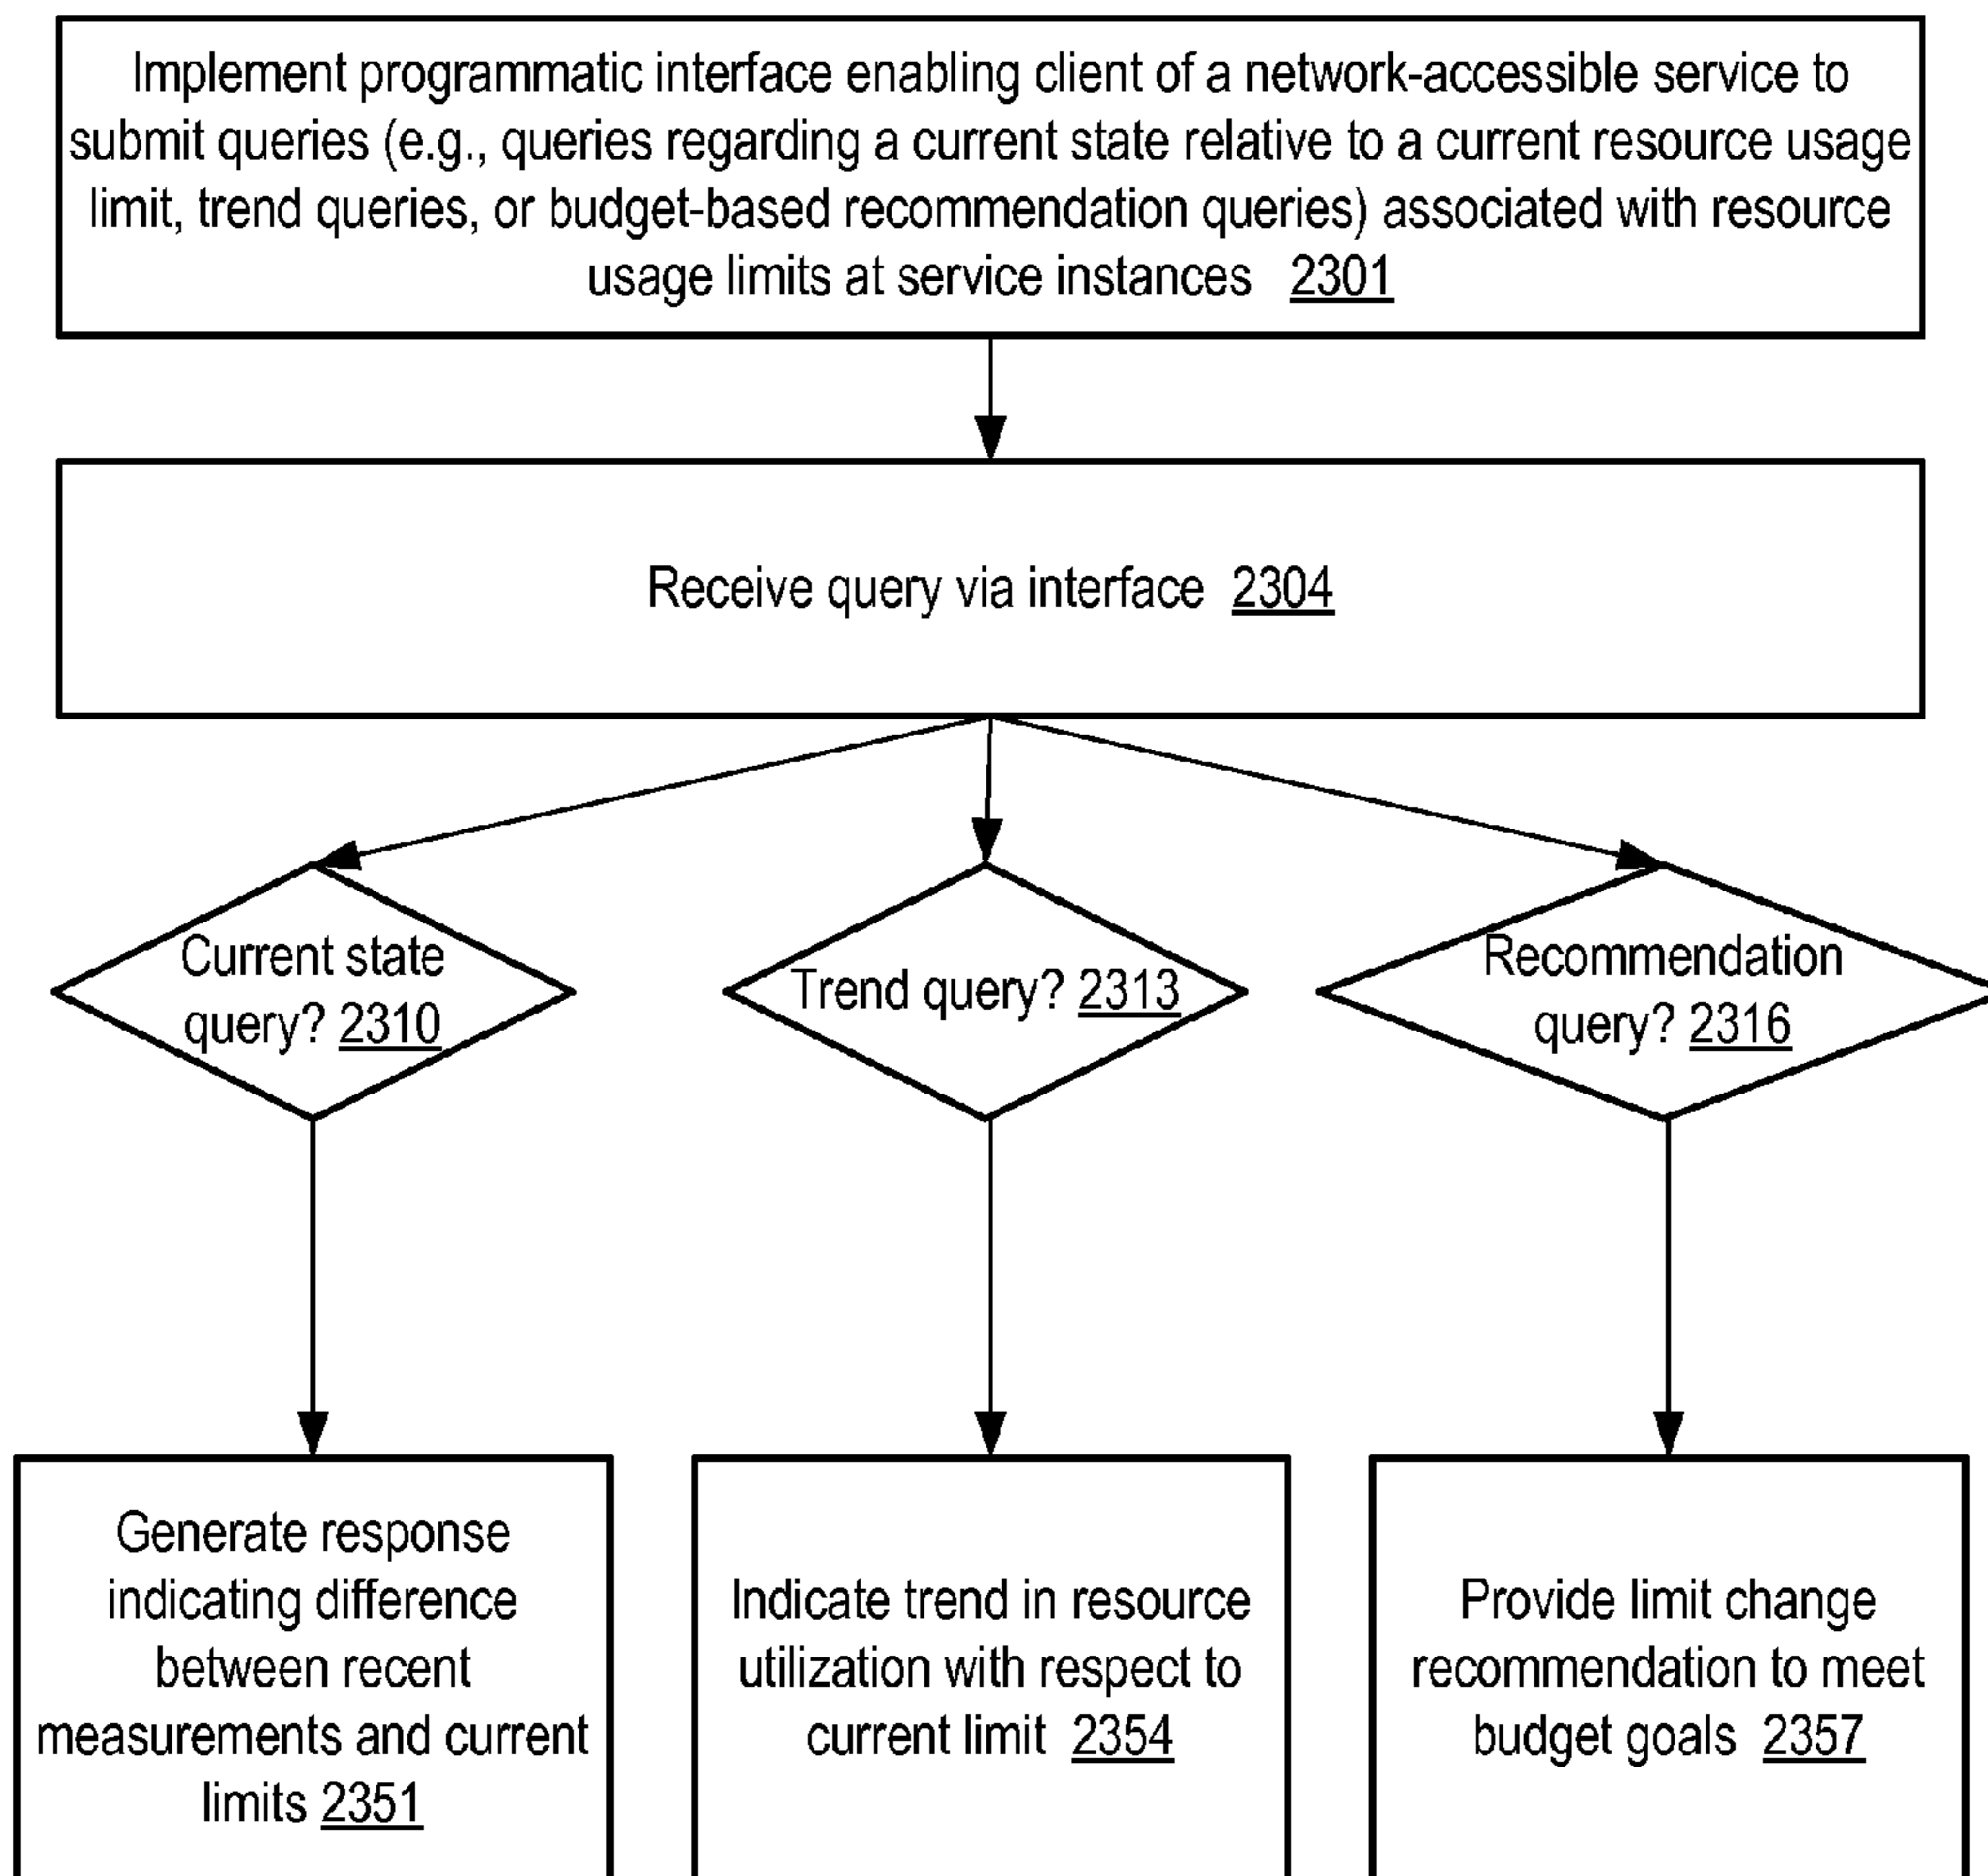 Implement programmatic interface enabling client of a network-accessible service to
submit queries (e.g., queries regarding a current state relative to a current resource usage
limit, trend queries, or budget-based recommendation queries) associated with resource
usage limits at service instances 2301
Receive query via interface 2304
Current state
query? 2310
Trend query? 2313
Recommendation
query? 2316
Generate response
indicating difference
between recent
measurements and current
limits 2351
Indicate trend in resource
utilization with respect to
current limit 2354
Provide limit change
recommendation to meet
budget goals 2357